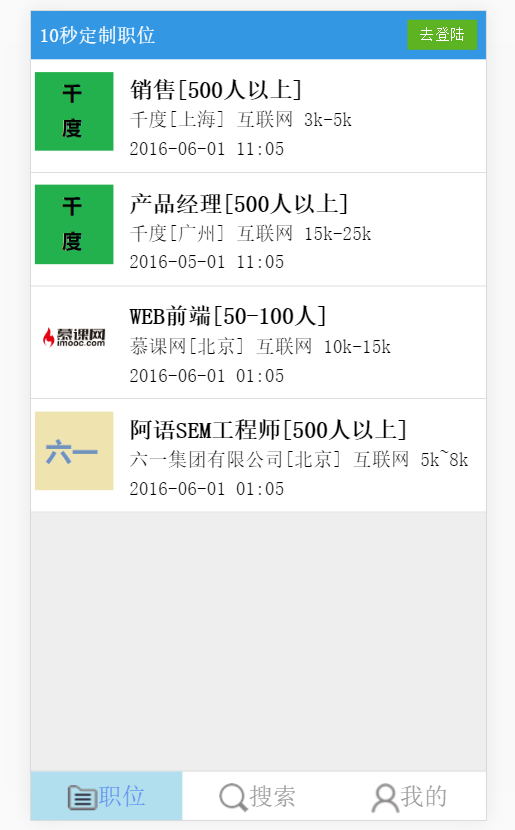 10秒定制职位
去登陆
千
度
销售[500人以上]
千度[上海] 互联网 3k-5k
2016-06-01 11:05
千
度
产品经理[500人以上]
千度[广州] 互联网 15k-25k
2016-05-01 11:05
慕课网
imooc.com
WEB前端[50-100人]
慕课网[北京] 互联网 10k-15k
2016-06-01 01:05
六一
阿语SEM工程师[500人以上]
六一集团有限公司[北京] 互联网 5k~8k
2016-06-01 01:05
职位
搜索
我的